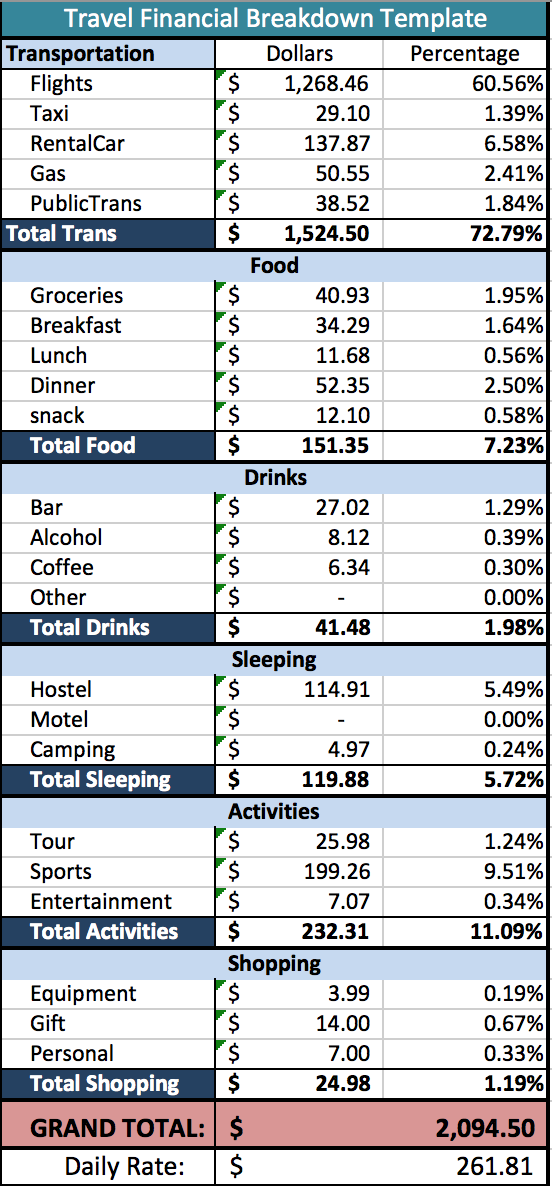 Travel Financial Breakdown Template
Transportation Dollars Percentage
Flights $ 1,268.46 60.56%
Taxi $ 29.10 1.39%
RentalCar $ 137.87 6.58%
Gas $ 50.55 2.41%
PublicTrans $ 38.52 1.84%
Total Trans $ 1,524.50 72.79%
Food
Groceries $ 40.93 1.95%
Breakfast $ 34.29 1.64%
Lunch $ 11.68 0.56%
Dinner $ 52.35 2.50%
snack $ 12.10 0.58%
Total Food $ 151.35 7.23%
Drinks
Bar $ 27.02 1.29%
Alcohol $ 8.12 0.39%
Coffee $ 6.34 0.30%
Other $ - 0.00%
Total Drinks $ 41.48 1.98%
Sleeping
Hostel $ 114.91 5.49%
Motel $ - 0.00%
Camping $ 4.97 0.24%
Total Sleeping $ 119.88 5.72%
Activities
Tour $ 25.98 1.24%
Sports $ 199.26 9.51%
Entertainment $ 7.07 0.34%
Total Activities $ 232.31 11.09%
Shopping
Equipment $ 3.99 0.19%
Gift $ 14.00 0.67%
Personal $ 7.00 0.33%
Total Shopping $ 24.98 1.19%
GRAND TOTAL: $ 2,094.50
Daily Rate: $ 261.81